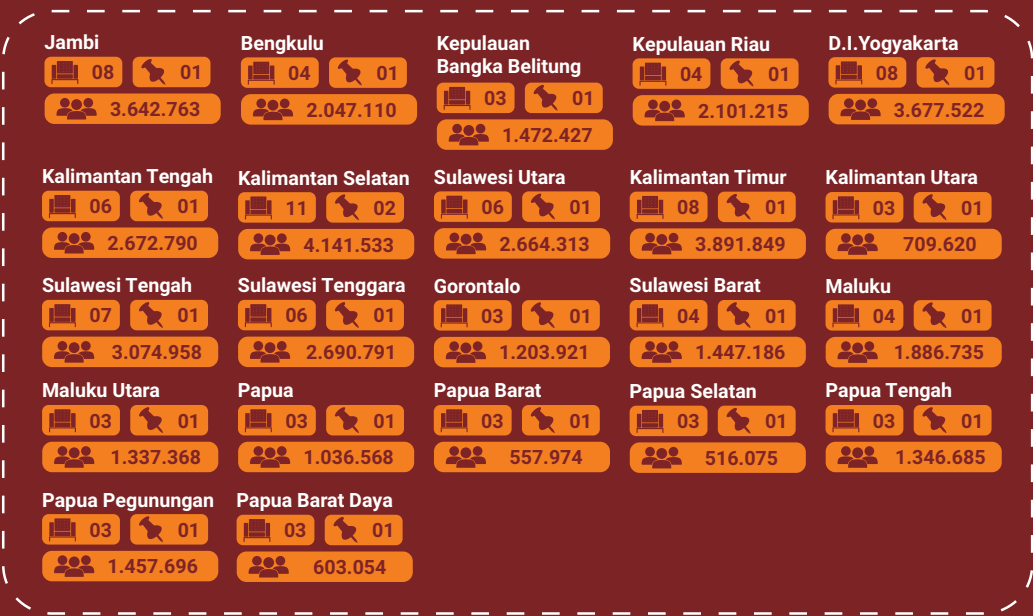 Jambi
08 01
3.642.763
Bengkulu
04 01
2.047.110
Kepulauan
Bangka Belitung
03 01
1.472.427
Kepulauan Riau
04 01
2.101.215
D.I.Yogyakarta
08 01
3.677.522
Kalimantan Tengah
06 01
2.672.790
Kalimantan Selatan
11 02
4.141.533
Sulawesi Utara
06 01
2.664.313
Kalimantan Timur
08 01
3.891.849
Kalimantan Utara
03 01
709.620
Sulawesi Tengah
07 01
3.074.958
Sulawesi Tenggara
06 01
2.690.791
Gorontalo
03 01
1.203.921
Sulawesi Barat
04 01
1.447.186
Maluku
04 01
1.886.735
Maluku Utara
03 01
1.337.368
Papua
03 01
1.036.568
Papua Barat
03 01
557.974
Papua Selatan
03 01
516.075
Papua Tengah
03 01
1.346.685
Papua Pegunungan
03 01
1.457.696
Papua Barat Daya
03 01
603.054